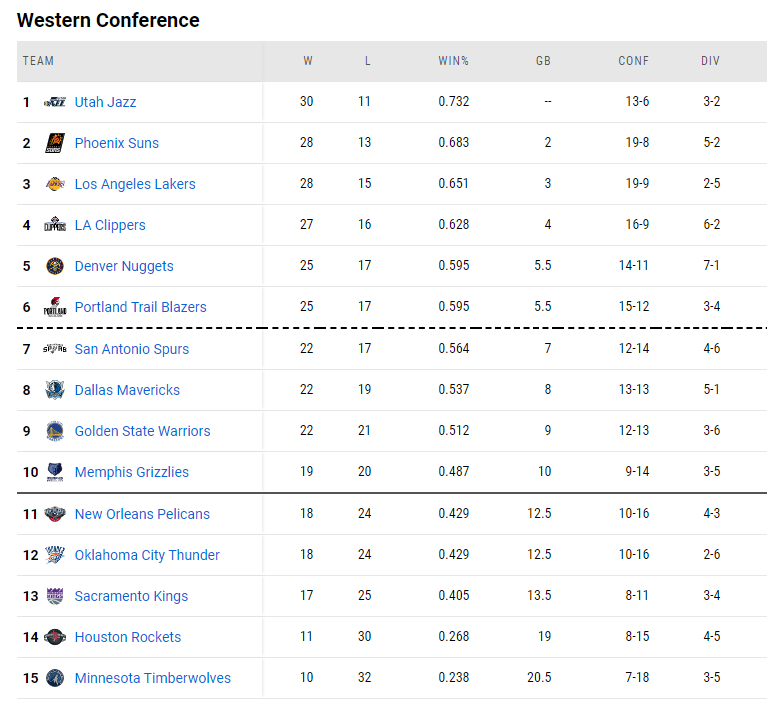 Western Conference
TEAM W L WIN% GB CONF DIV
1 Utah Jazz 30 11 0.732 -- 13-6 3-2
2 Phoenix Suns 28 13 0.683 2 19-8 5-2
3 Los Angeles Lakers 28 15 0.651 3 19-9 2-5
4 LA Clippers 27 16 0.628 4 16-9 6-2
5 Denver Nuggets 25 17 0.595 5.5 14-11 7-1
6 Portland Trail Blazers 25 17 0.595 5.5 15-12 3-4
7 San Antonio Spurs 22 17 0.564 7 12-14 4-6
8 Dallas Mavericks 22 19 0.537 8 13-13 5-1
9 Golden State Warriors 22 21 0.512 9 12-13 3-6
10 Memphis Grizzlies 19 20 0.487 10 9-14 3-5
11 New Orleans Pelicans 18 24 0.429 12.5 10-16 4-3
12 Oklahoma City Thunder 18 24 0.429 12.5 10-16 2-6
13 Sacramento Kings 17 25 0.405 13.5 8-11 3-4
14 Houston Rockets 11 30 0.268 19 8-15 4-5
15 Minnesota Timberwolves 10 32 0.238 20.5 7-18 3-5